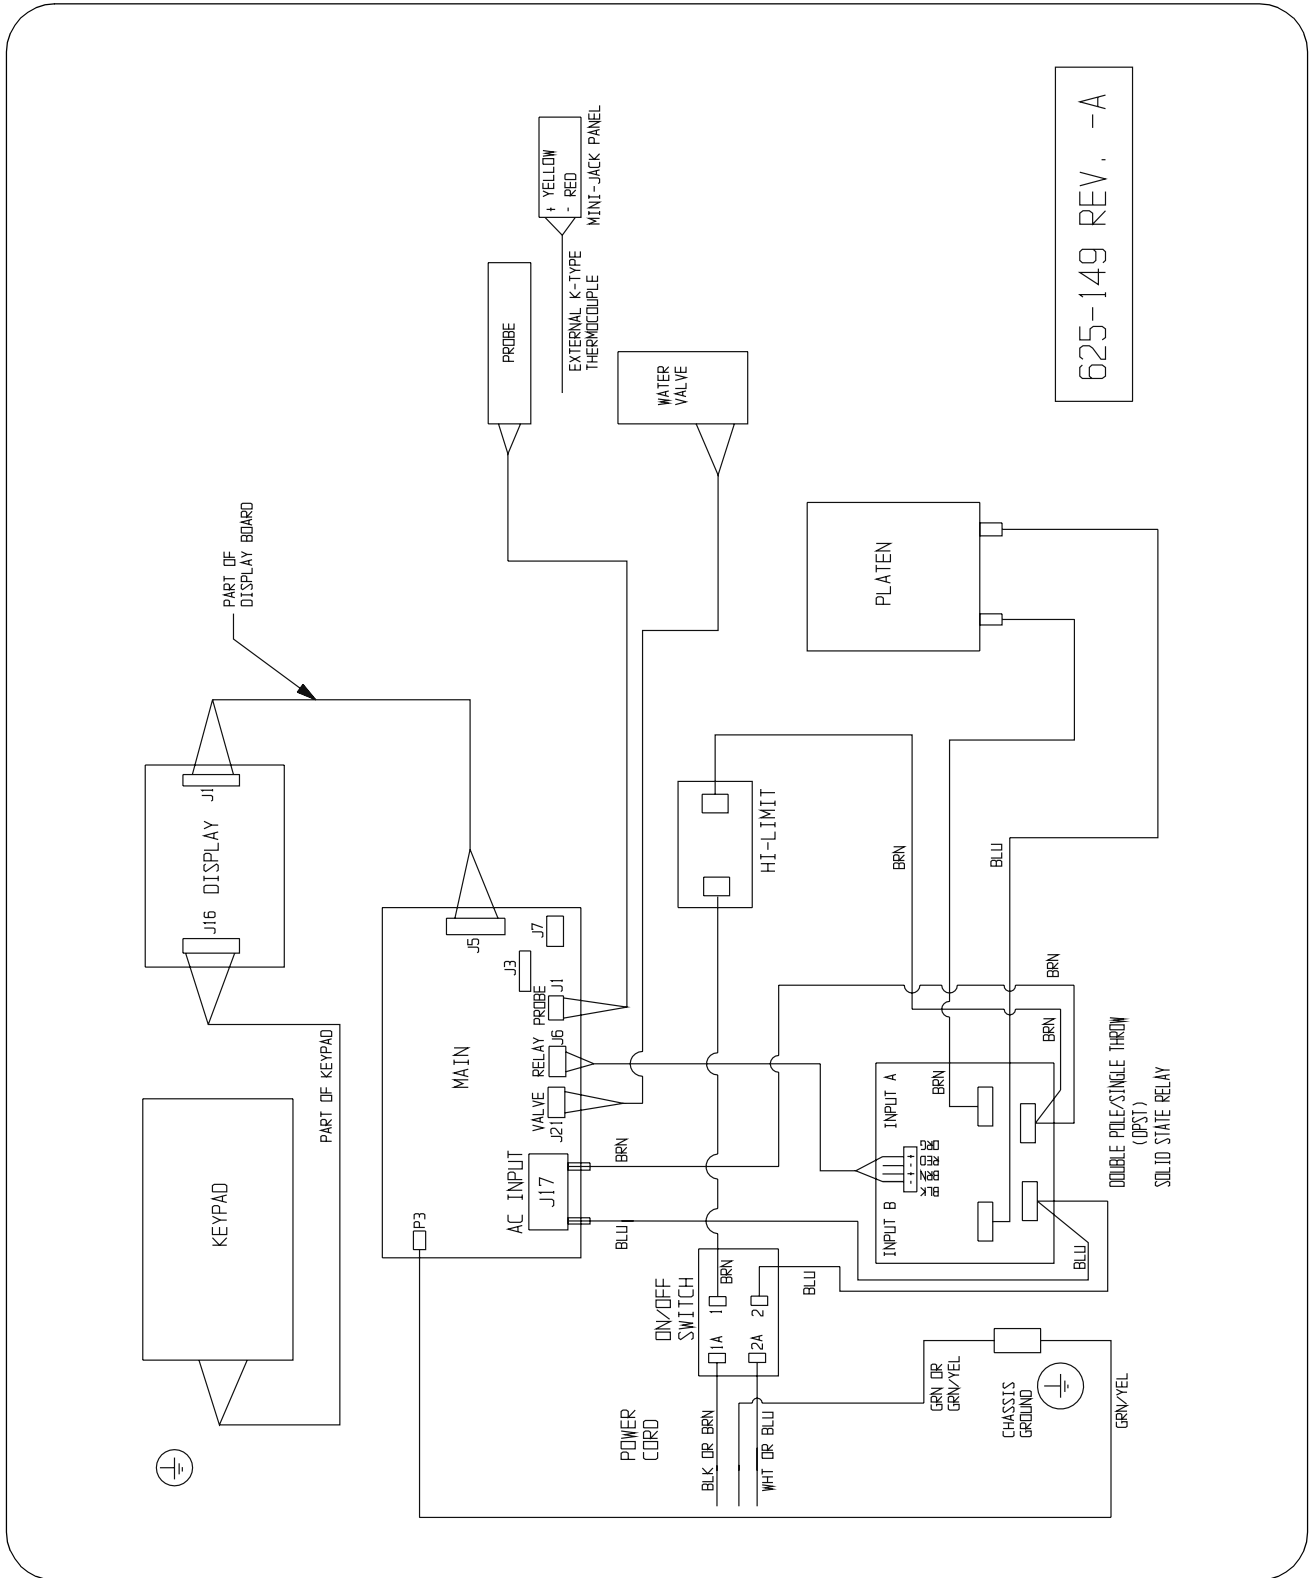 KEYPAD
PART OF KEYPAD
J16
DISPLAY
J1
PART OF
DISPLAY BOARD
MAIN
P3
AC INPUT
J17
VALVE
J21
RELAY
J6
PROBE
J1
J3
J7
J5
PROBE
+ YELLOW
- RED
MINI-JACK PANEL
EXTERNAL K-TYPE
THERMOCOUPLE
WATER
VALVE
POWER
CORD
BLK OR BRN
WHT OR BLU
ON/OFF
SWITCH
1A
1
2A
2
BRN
BLU
BLU
BRN
HI-LIMIT
BRN
BLU
PLATEN
INPUT B
INPUT A
BLK
BRN
RED
ORG
- + - +
BRN
BLU
BRN
BRN
DOUBLE POLE/SINGLE THROW
(DPST)
SOLID STATE RELAY
GRN OR
GRN/YEL
CHASSIS
GROUND
GRN/YEL
625-149 REV. -A